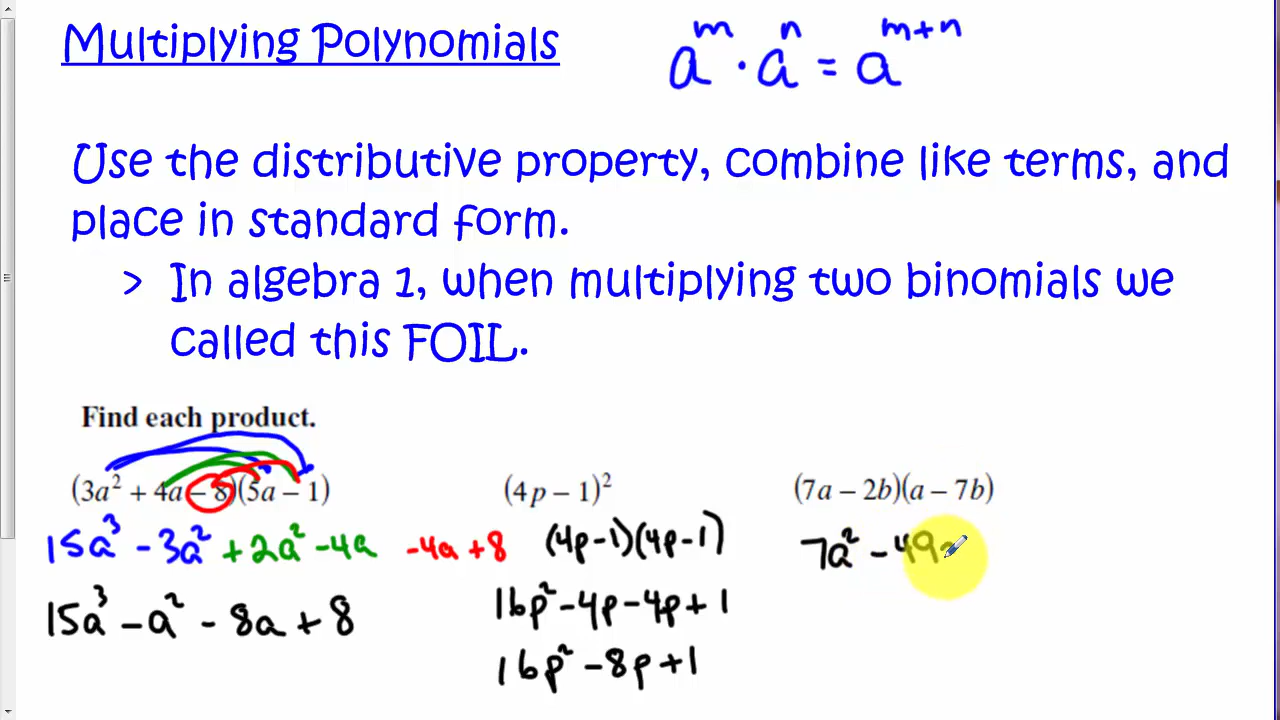 Multiplying Polynomials
a^m · a^n = a^(m+n)
Use the distributive property, combine like terms, and
place in standard form.
> In algebra 1, when multiplying two binomials we
called this FOIL.
Find each product.
(3a² + 4a – 8)(5a – 1)
15a³ - 3a² + 2a² - 4a - 4a + 8
15a³ - a² - 8a + 8
(4p – 1)²
(4p-1)(4p-1)
16p² - 4p - 4p + 1
16p² - 8p + 1
(7a – 2b)(a – 7b)
7a² - 49